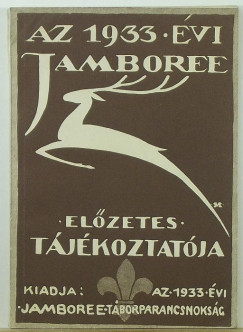 AZ 1933 · ÉVI
JAMBOREE
· ELŐZETES ·
TÁJÉKOZTATÓJA
KIADJA: AZ · 1933 · ÉVI
· JAMBOREE · TÁBORPARANCSNOKSÁG